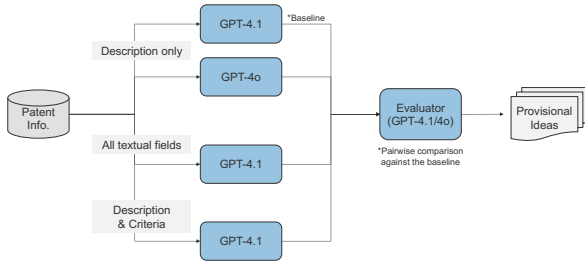 GPT-4.1
*Baseline
Description only
GPT-4o
Patent
Info.
Evaluator
(GPT-4.1/4o)
Provisional
Ideas
All textual fields
GPT-4.1
*Pairwise comparison
against the baseline
Description
& Criteria
GPT-4.1